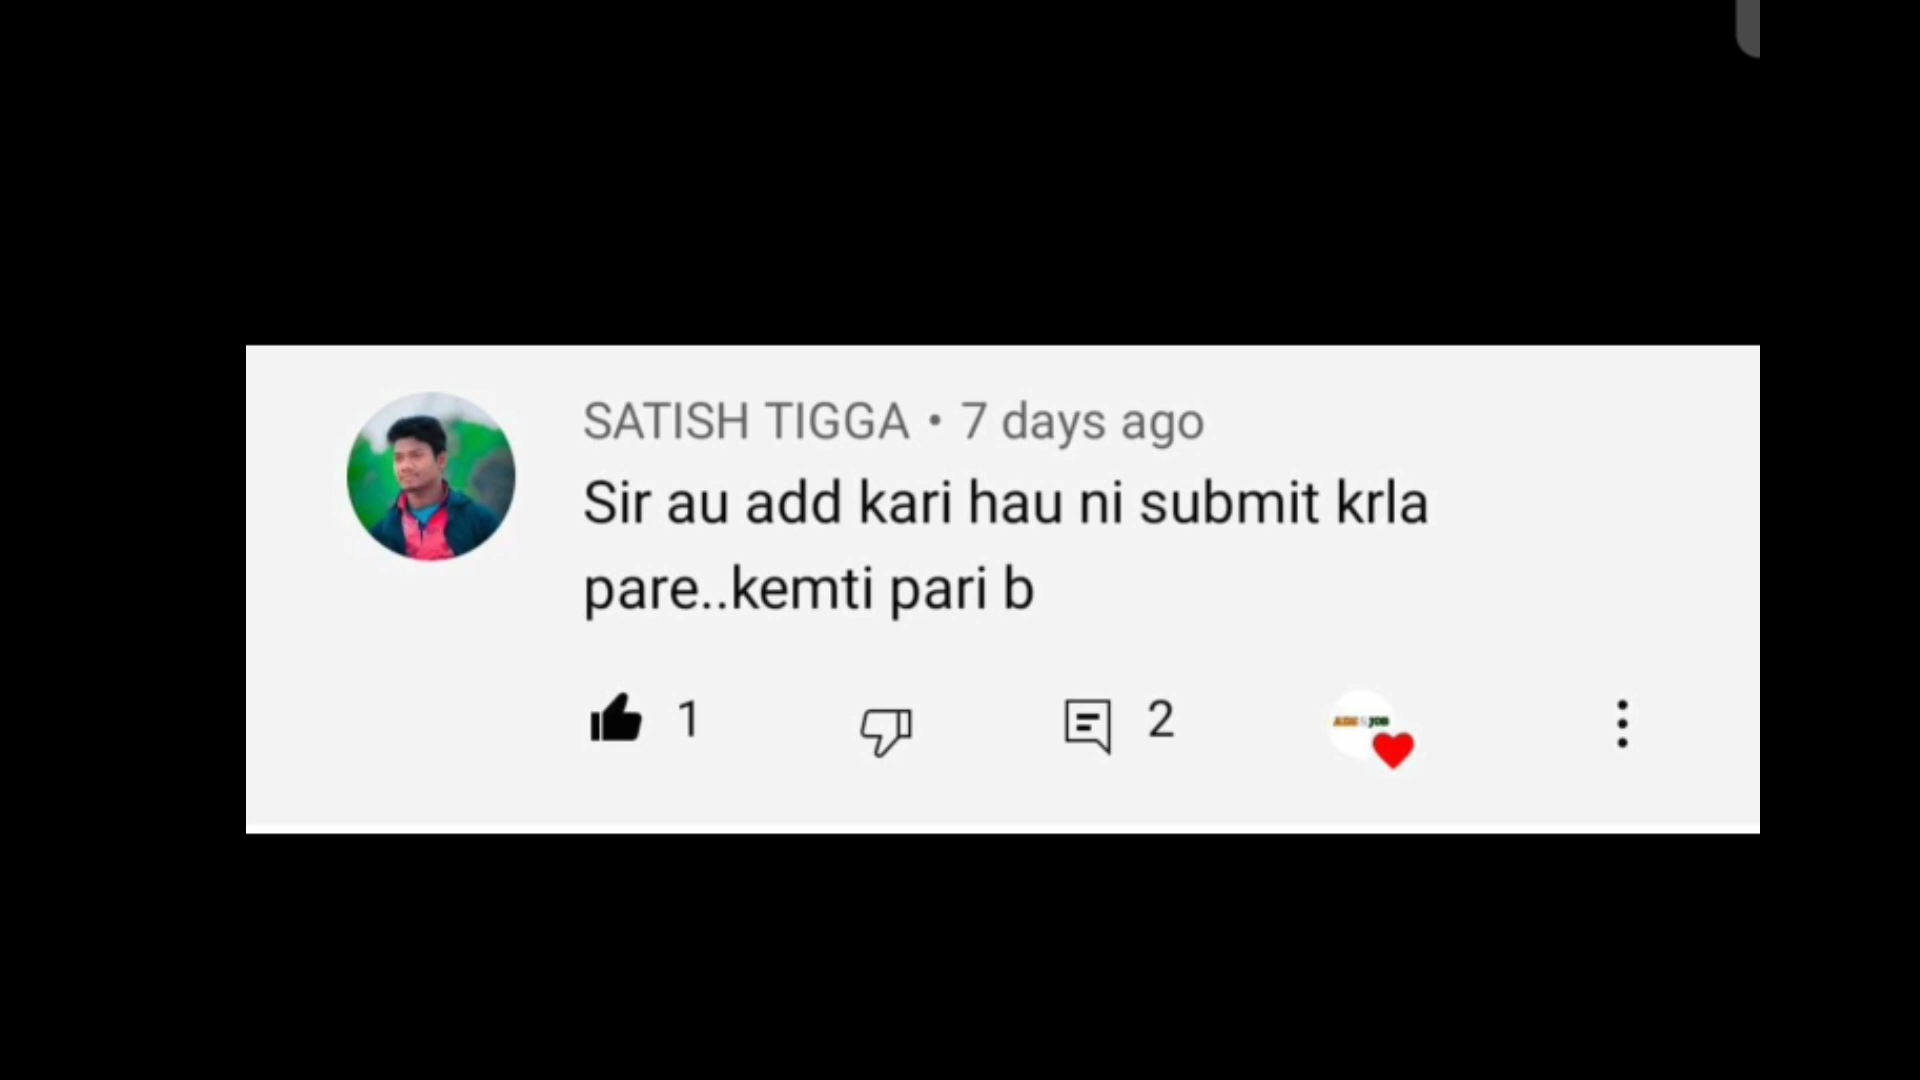 SATISH TIGGA • 7 days ago
Sir au add kari hau ni submit krla
pare..kemti pari b
1
2